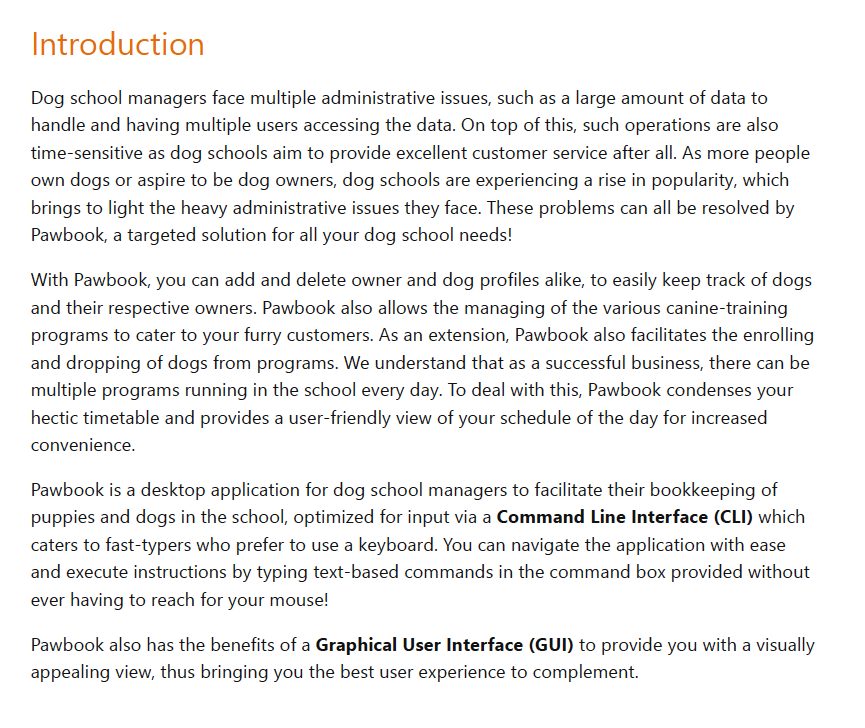 Introduction
Dog school managers face multiple administrative issues, such as a large amount of data to
handle and having multiple users accessing the data. On top of this, such operations are also
time-sensitive as dog schools aim to provide excellent customer service after all. As more people
own dogs or aspire to be dog owners, dog schools are experiencing a rise in popularity, which
brings to light the heavy administrative issues they face. These problems can all be resolved by
Pawbook, a targeted solution for all your dog school needs!
With Pawbook, you can add and delete owner and dog profiles alike, to easily keep track of dogs
and their respective owners. Pawbook also allows the managing of the various canine-training
programs to cater to your furry customers. As an extension, Pawbook also facilitates the enrolling
and dropping of dogs from programs. We understand that as a successful business, there can be
multiple programs running in the school every day. To deal with this, Pawbook condenses your
hectic timetable and provides a user-friendly view of your schedule of the day for increased
convenience.
Pawbook is a desktop application for dog school managers to facilitate their bookkeeping of
puppies and dogs in the school, optimized for input via a Command Line Interface (CLI) which
caters to fast-typers who prefer to use a keyboard. You can navigate the application with ease
and execute instructions by typing text-based commands in the command box provided without
ever having to reach for your mouse!
Pawbook also has the benefits of a Graphical User Interface (GUI) to provide you with a visually
appealing view, thus bringing you the best user experience to complement.